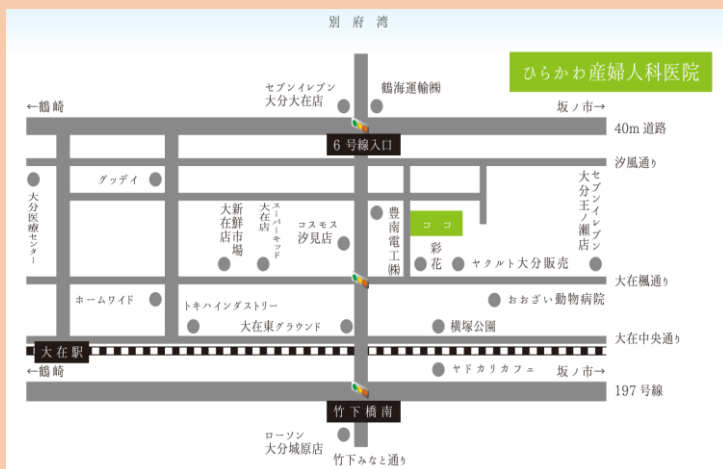 別府湾
ひらかわ産婦人科医院
セブンイレブン
大分大在店
鶴海運輸㈱
←鶴崎
坂ノ市→
40m 道路
6 号線入口
汐風通り
グッデイ
大分医療センター
新鮮市場
大在店
スーパーキッド
大在店
コスモス
汐見店
豊南電工㈱
ココ
彩花
ヤクルト大分販売
セブンイレブン
大分王ノ瀬店
大在楓通り
ホームワイド
トキハインダストリー
大在東グラウンド
おおざい動物病院
横塚公園
大在中央通り
大在駅
←鶴崎
ヤドカリカフェ
坂ノ市→
197 号線
竹下橋南
ローソン
大分城原店
竹下みなと通り